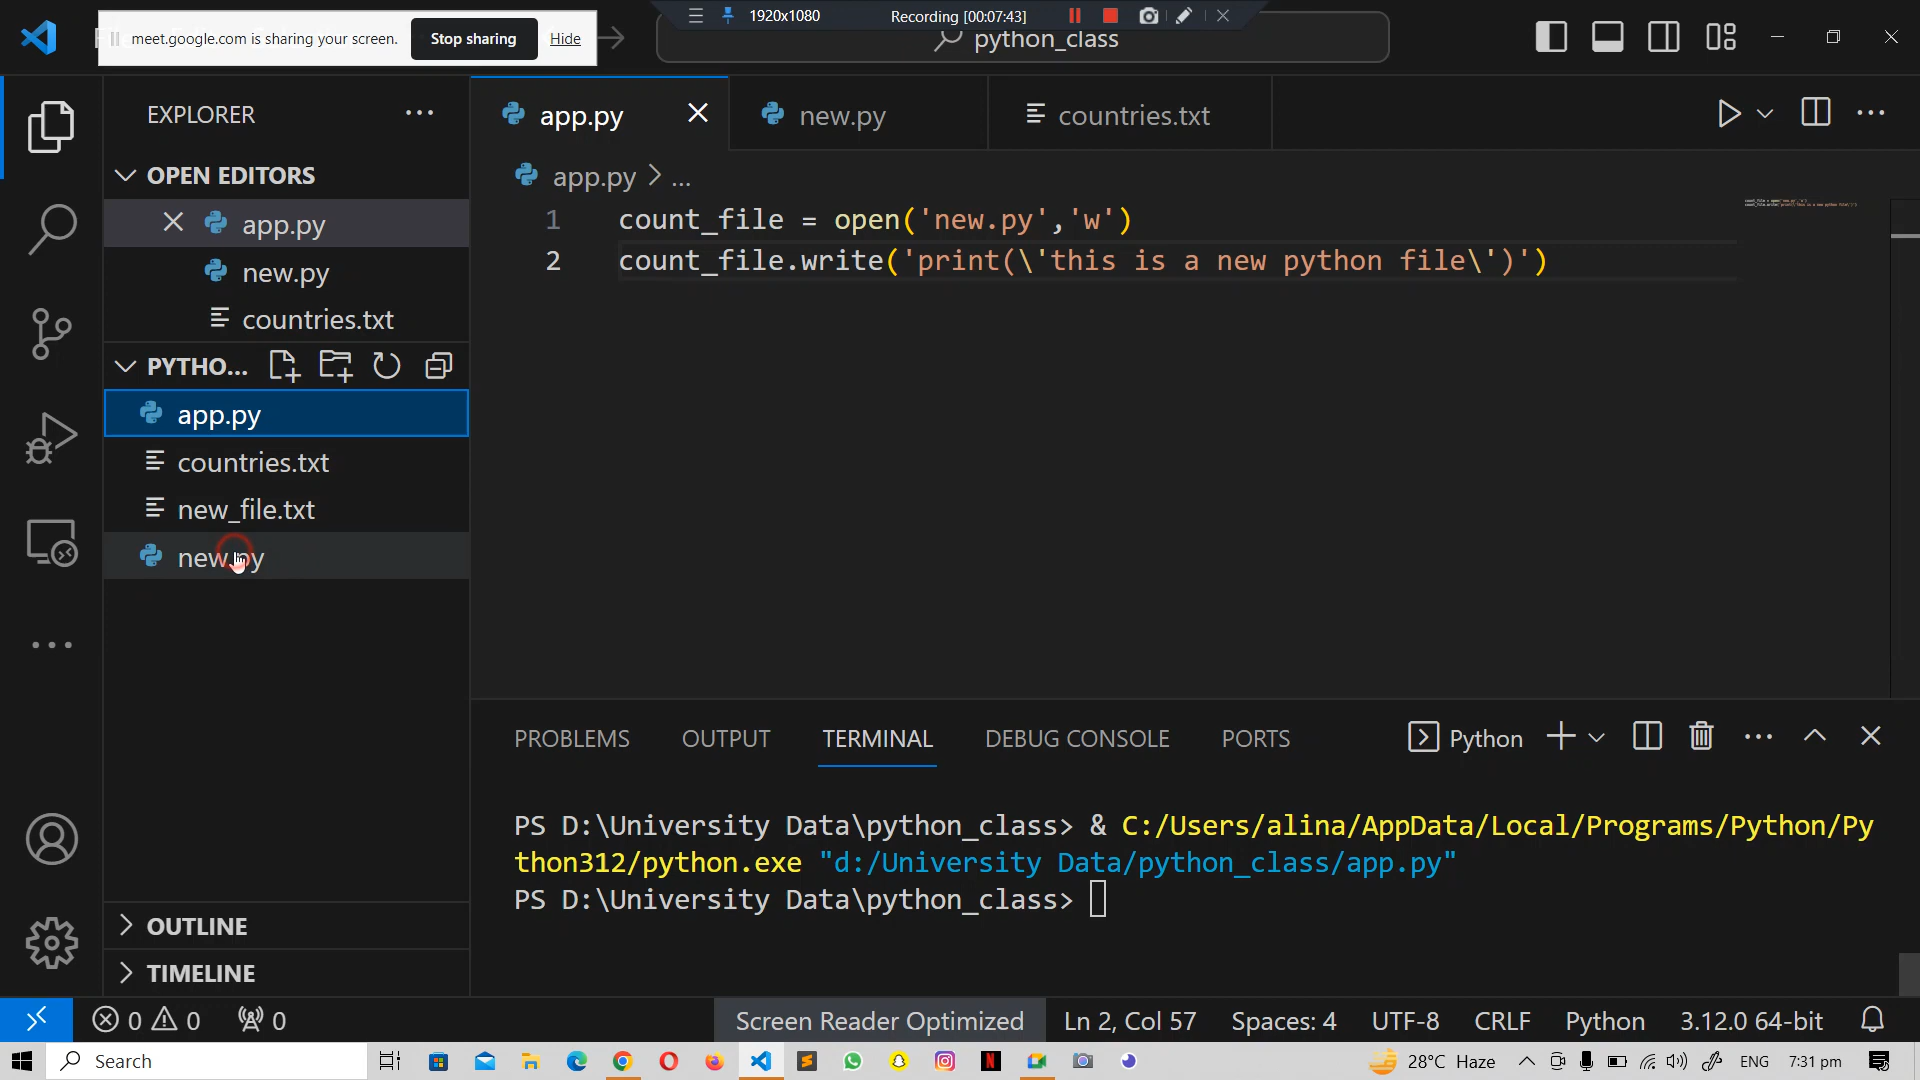 meet.google.com is sharing your screen. Stop sharing Hide
1920x1080 Recording [00:07:43]
python_class
EXPLORER
OPEN EDITORS
app.py
new.py
countries.txt
PYTHO...
app.py
countries.txt
new_file.txt
new.py
OUTLINE
TIMELINE
app.py new.py countries.txt
app.py > ...
1 count_file = open('new.py','w')
2 count_file.write('print(\'this is a new python file\')')
PROBLEMS OUTPUT TERMINAL DEBUG CONSOLE PORTS Python
PS D:\University Data\python_class> & C:/Users/alina/AppData/Local/Programs/Python/Py
thon312/python.exe "d:/University Data/python_class/app.py"
PS D:\University Data\python_class>
0 0 0 Screen Reader Optimized Ln 2, Col 57 Spaces: 4 UTF-8 CRLF Python 3.12.0 64-bit
Search 28°C Haze ENG 7:31 pm